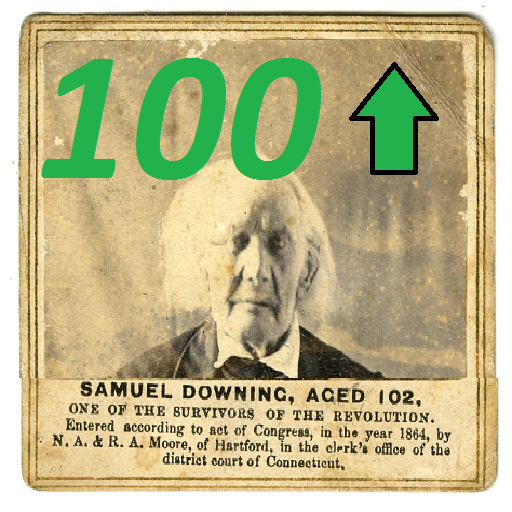 100
SAMUEL DOWNING, AGED 102,
ONE OF THE SURVIVORS OF THE REVOLUTION.
Entered according to act of Congress, in the year 1864, by
N. A. & R. A. Moore, of Hartford, in the clerk's office of the
district court of Connecticut.